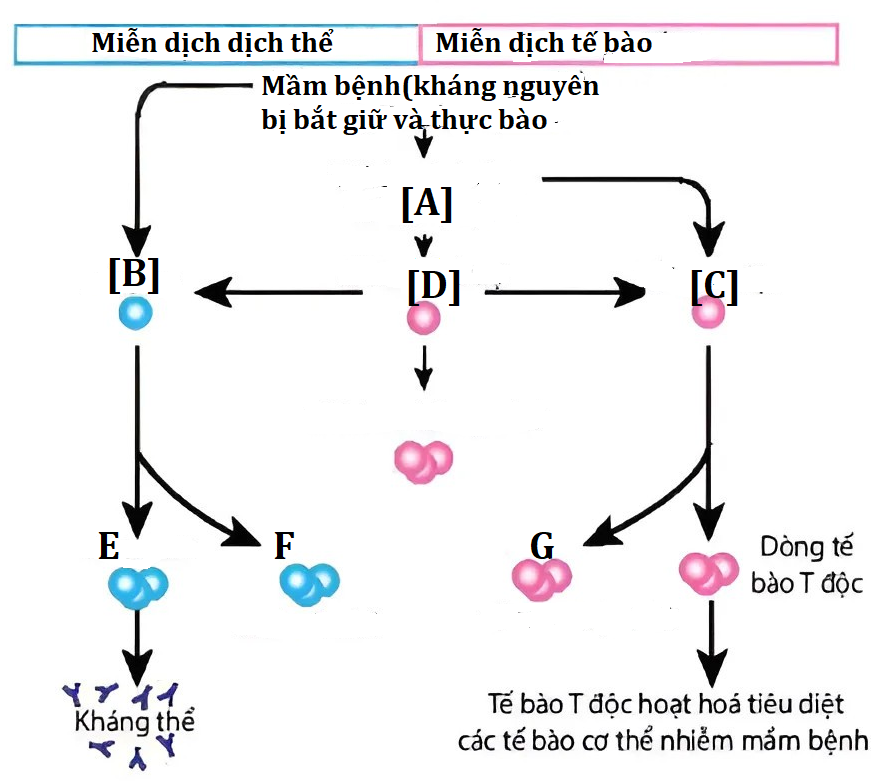 Miễn dịch dịch thể
Miễn dịch tế bào
Mầm bệnh(kháng nguyên
bị bắt giữ và thực bào
[A]
[B]
[D]
[C]
E
F
G
Dòng tế
bào T độc
Kháng thể
Tế bào T độc hoạt hoá tiêu diệt
các tế bào cơ thể nhiễm mầm bệnh